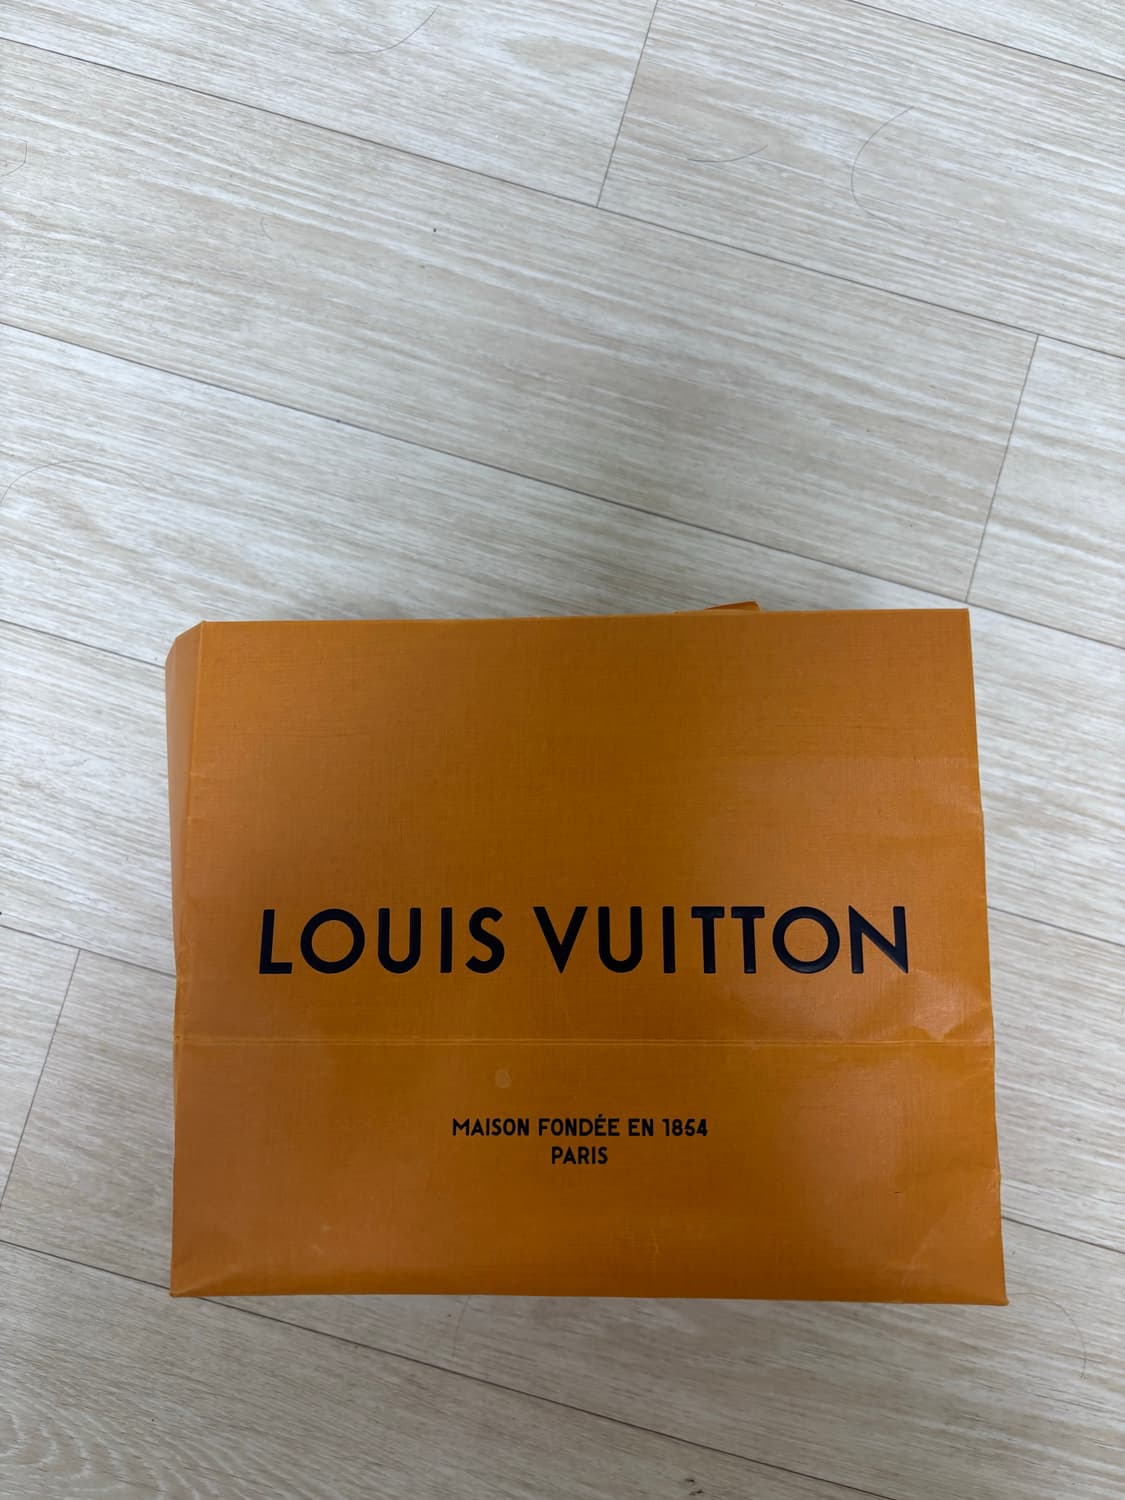 LOUIS VUITTON
MAISON FONDÉE EN 1854
PARIS